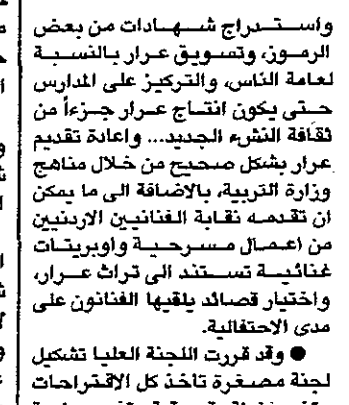 واستدراج شهادات من بعض
الرموز، وتسويق عرار بالنسبة
لعامة الناس، والتركيز على المدارس
حتى يكون انتاج عرار جزءاً من
ثقافة النشء الجديد... واعادة تقديم
عرار بشكل صحيح من خلال مناهج
وزارة التربية، بالاضافة الى ما يمكن
ان تقدمه نقابة الفنانيين الاردنيين
من اعمال مسرحية واوبريتات
غنائية تستند الى تراث عرار،
واختيار قصائد يلقيها الفنانون على
مدى الاحتفالية.
● وقد قررت اللجنة العليا تشكيل
لجنة مصغرة تاخذ كل الاقتراحات